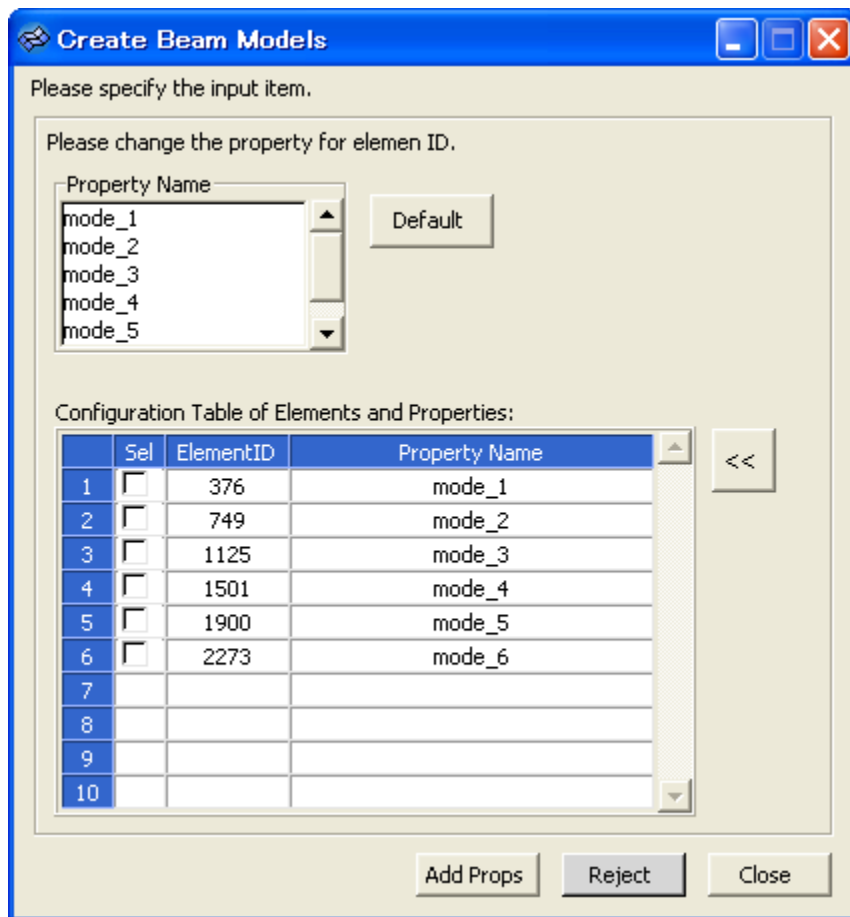 Create Beam Models
Please specify the input item.
Please change the property for elemen ID.
Property Name
mode_1
mode_2
mode_3
mode_4
mode_5
Default
Configuration Table of Elements and Properties:
Sel ElementID Property Name
1 376 mode_1
2 749 mode_2
3 1125 mode_3
4 1501 mode_4
5 1900 mode_5
6 2273 mode_6
7
8
9
10
<<
Add Props Reject Close